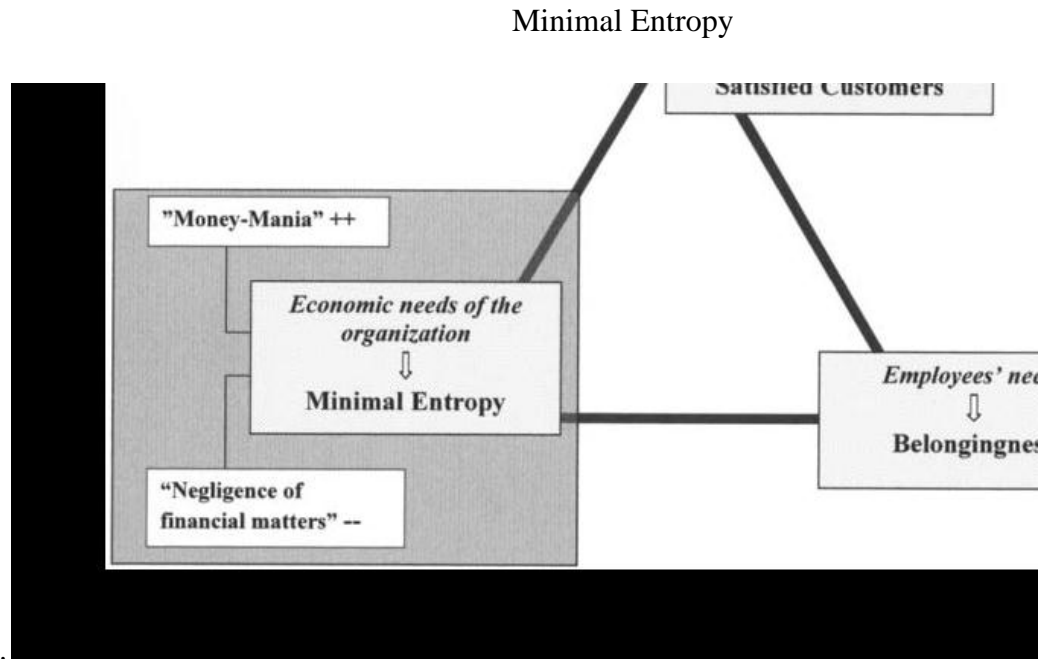 Minimal Entropy
Satisfied Customers
”Money-Mania” ++
Economic needs of the
organization
⇩
Minimal Entropy
Employees’ nee
⇩
Belongingnes
“Negligence of
financial matters” --
.